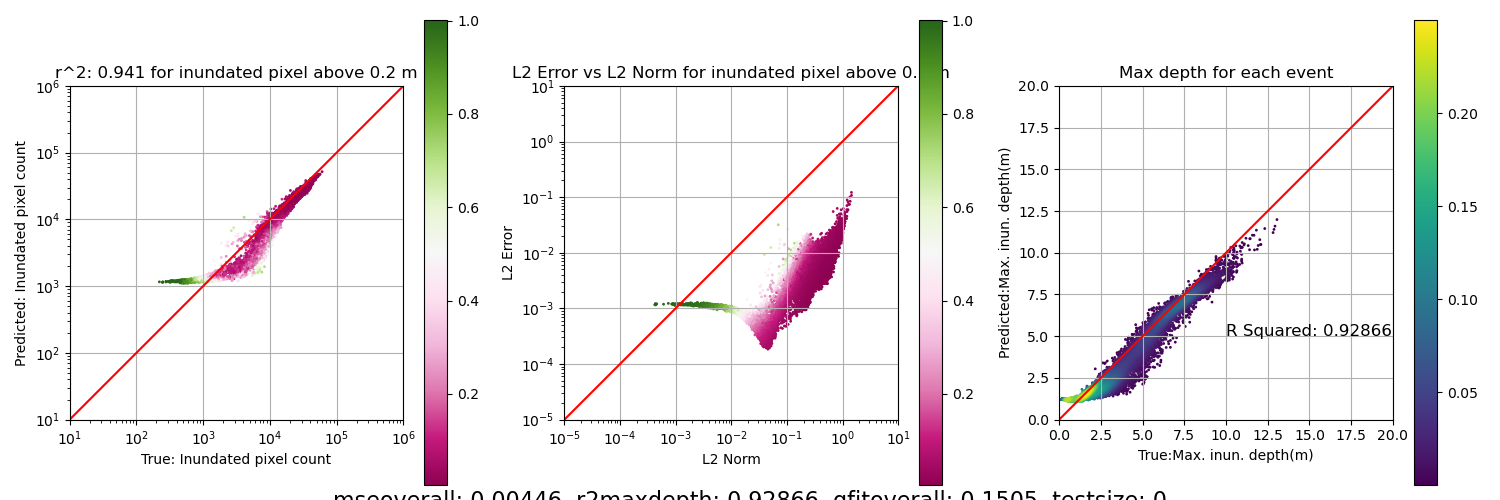 r^2: 0.941 for inundated pixel above 0.2 m
10^6
10^5
10^4
10^3
10^2
10^1
10^1 10^2 10^3 10^4 10^5 10^6
Predicted: Inundated pixel count
True: Inundated pixel count
1.0
0.8
0.6
0.4
0.2
L2 Error vs L2 Norm for inundated pixel above 0.
10^1
10^0
10^−1
10^−2
10^−3
10^−4
10^−5
10^−5 10^−4 10^−3 10^−2 10^−1 10^0 10^1
L2 Error
L2 Norm
1.0
0.8
0.6
0.4
0.2
Max depth for each event
20.0
17.5
15.0
12.5
10.0
7.5
5.0
2.5
0.0
0.0 2.5 5.0 7.5 10.0 12.5 15.0 17.5 20.0
Predicted:Max. inun. depth(m)
True:Max. inun. depth(m)
R Squared: 0.92866
0.20
0.15
0.10
0.05
mseoverall: 0.00446, r2maxdepth: 0.92866, gfitoverall: 0.1505, testsize: 0